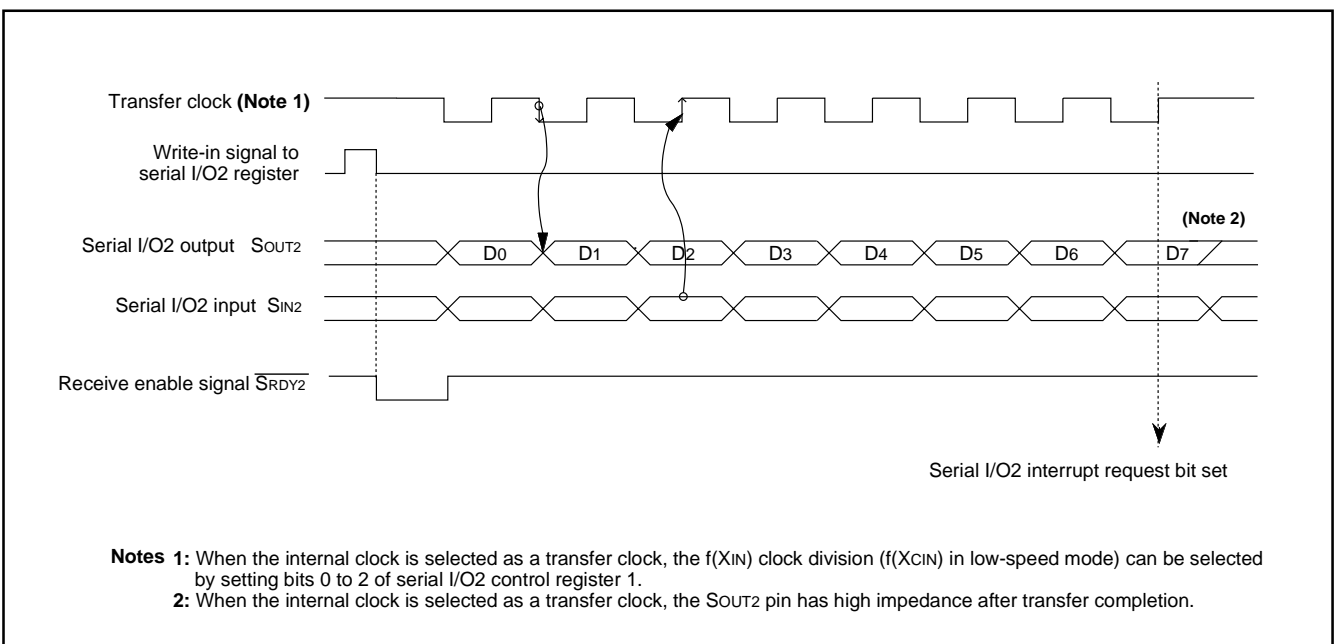 Transfer clock (Note 1)
Write-in signal to
serial I/O2 register
(Note 2)
Serial I/O2 output SOUT2
D0 D1 D2 D3 D4 D5 D6 D7
Serial I/O2 input SIN2
Receive enable signal S̅R̅D̅Y̅2̅
Serial I/O2 interrupt request bit set
Notes 1: When the internal clock is selected as a transfer clock, the f(XIN) clock division (f(XCIN) in low-speed mode) can be selected
by setting bits 0 to 2 of serial I/O2 control register 1.
2: When the internal clock is selected as a transfer clock, the SOUT2 pin has high impedance after transfer completion.